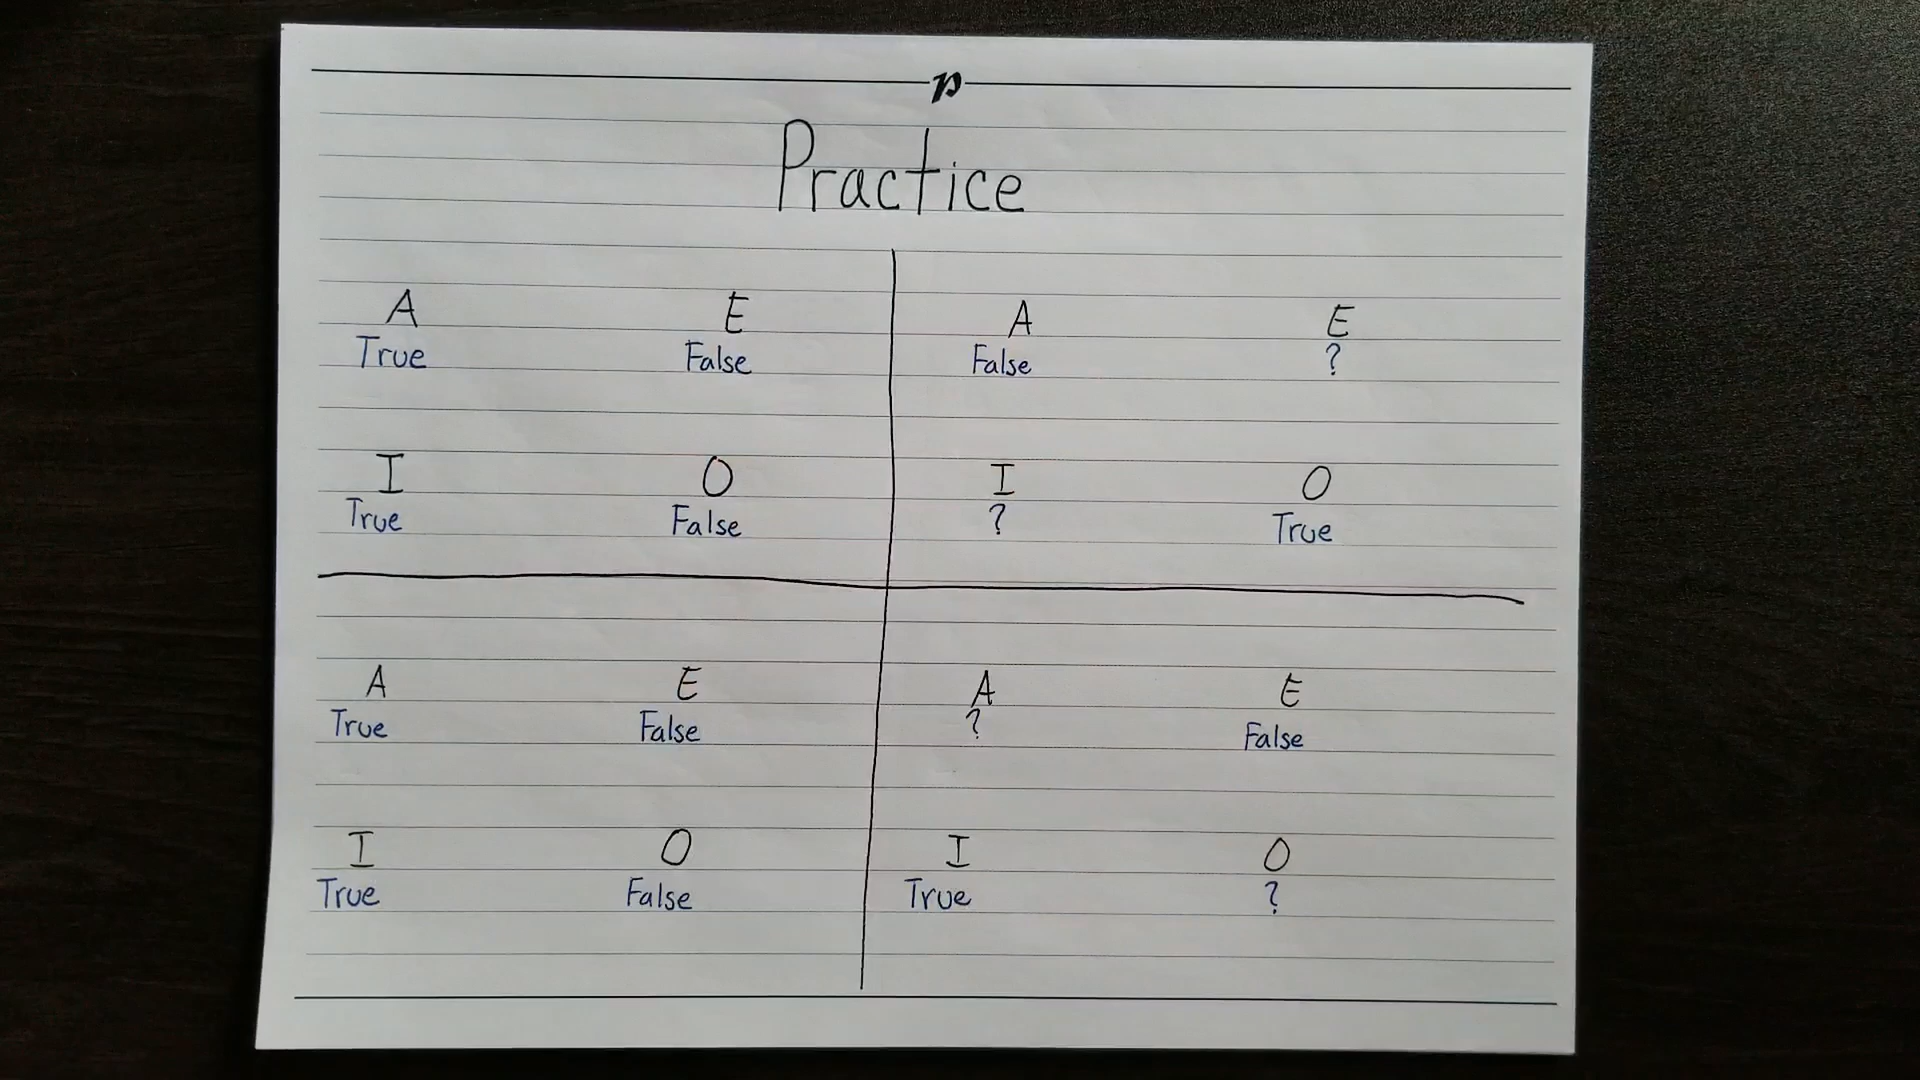 p
Practice
A E
True False
I O
True False
A E
False ?
I O
? True
A E
True False
I O
True False
A E
? False
I O
True ?